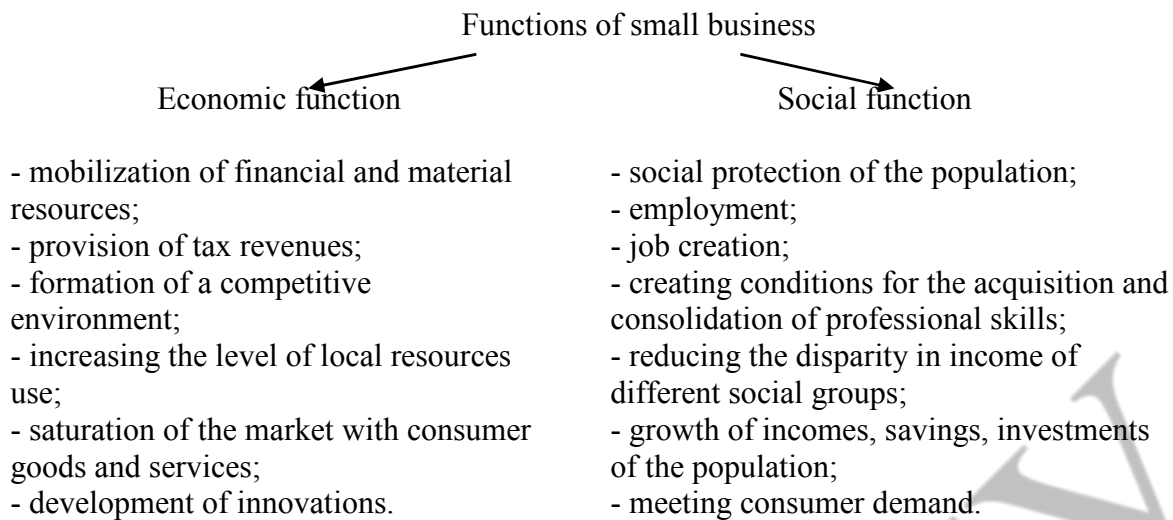 Functions of small business
Economic function
- mobilization of financial and material
resources;
- provision of tax revenues;
- formation of a competitive
environment;
- increasing the level of local resources
use;
- saturation of the market with consumer
goods and services;
- development of innovations.
Social function
- social protection of the population;
- employment;
- job creation;
- creating conditions for the acquisition and
consolidation of professional skills;
- reducing the disparity in income of
different social groups;
- growth of incomes, savings, investments
of the population;
- meeting consumer demand.